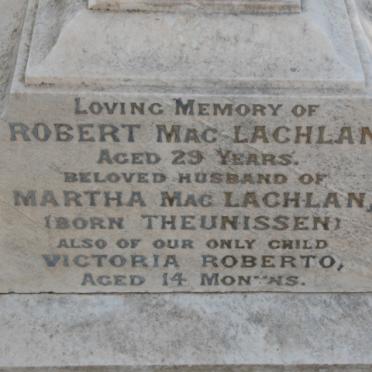 LOVING MEMORY OF
ROBERT MAC LACHLAN
AGED 29 YEARS.
BELOVED HUSBAND OF
MARTHA MAC LACHLAN,
(BORN THEUNISSEN)
ALSO OF OUR ONLY CHILD
VICTORIA ROBERTO,
AGED 14 MONTHS.